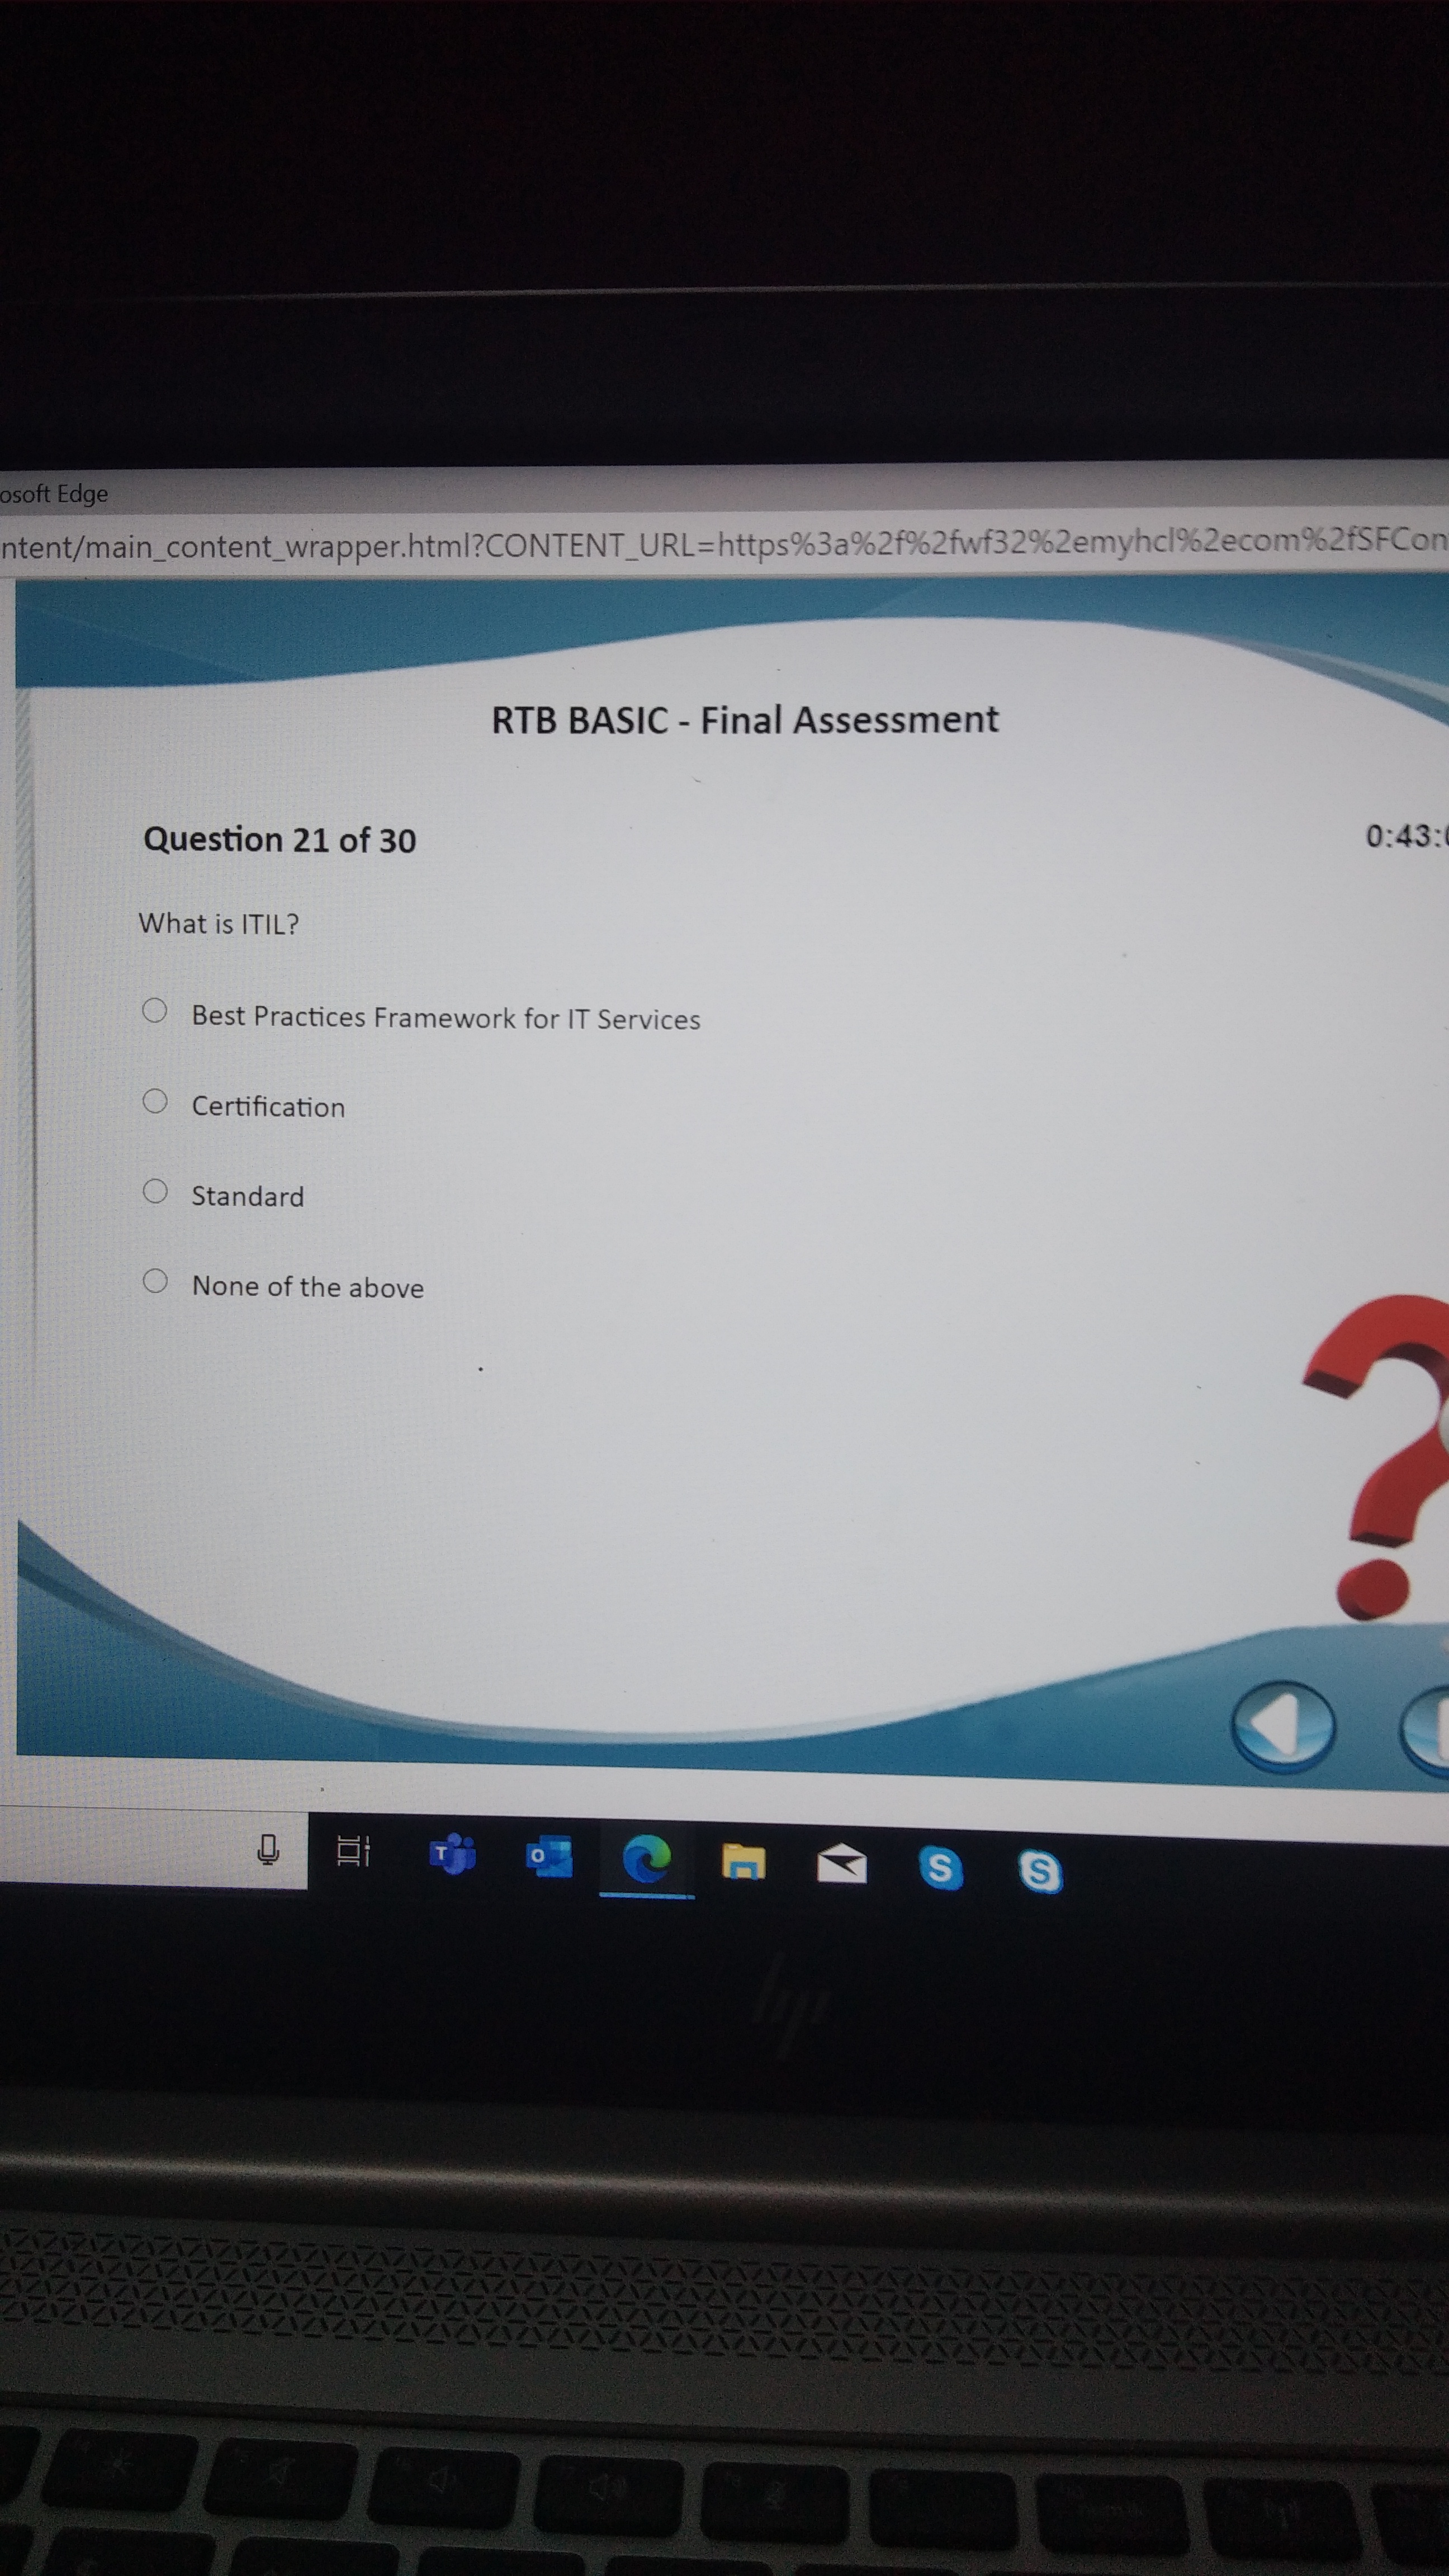 osoft Edge
ntent/main_content_wrapper.html?CONTENT_URL=https%3a%2f%2fwf32%2emyhcl%2ecom%2fSFCon
RTB BASIC - Final Assessment
Question 21 of 30
0:43:
What is ITIL?
Best Practices Framework for IT Services
Certification
Standard
None of the above
hp